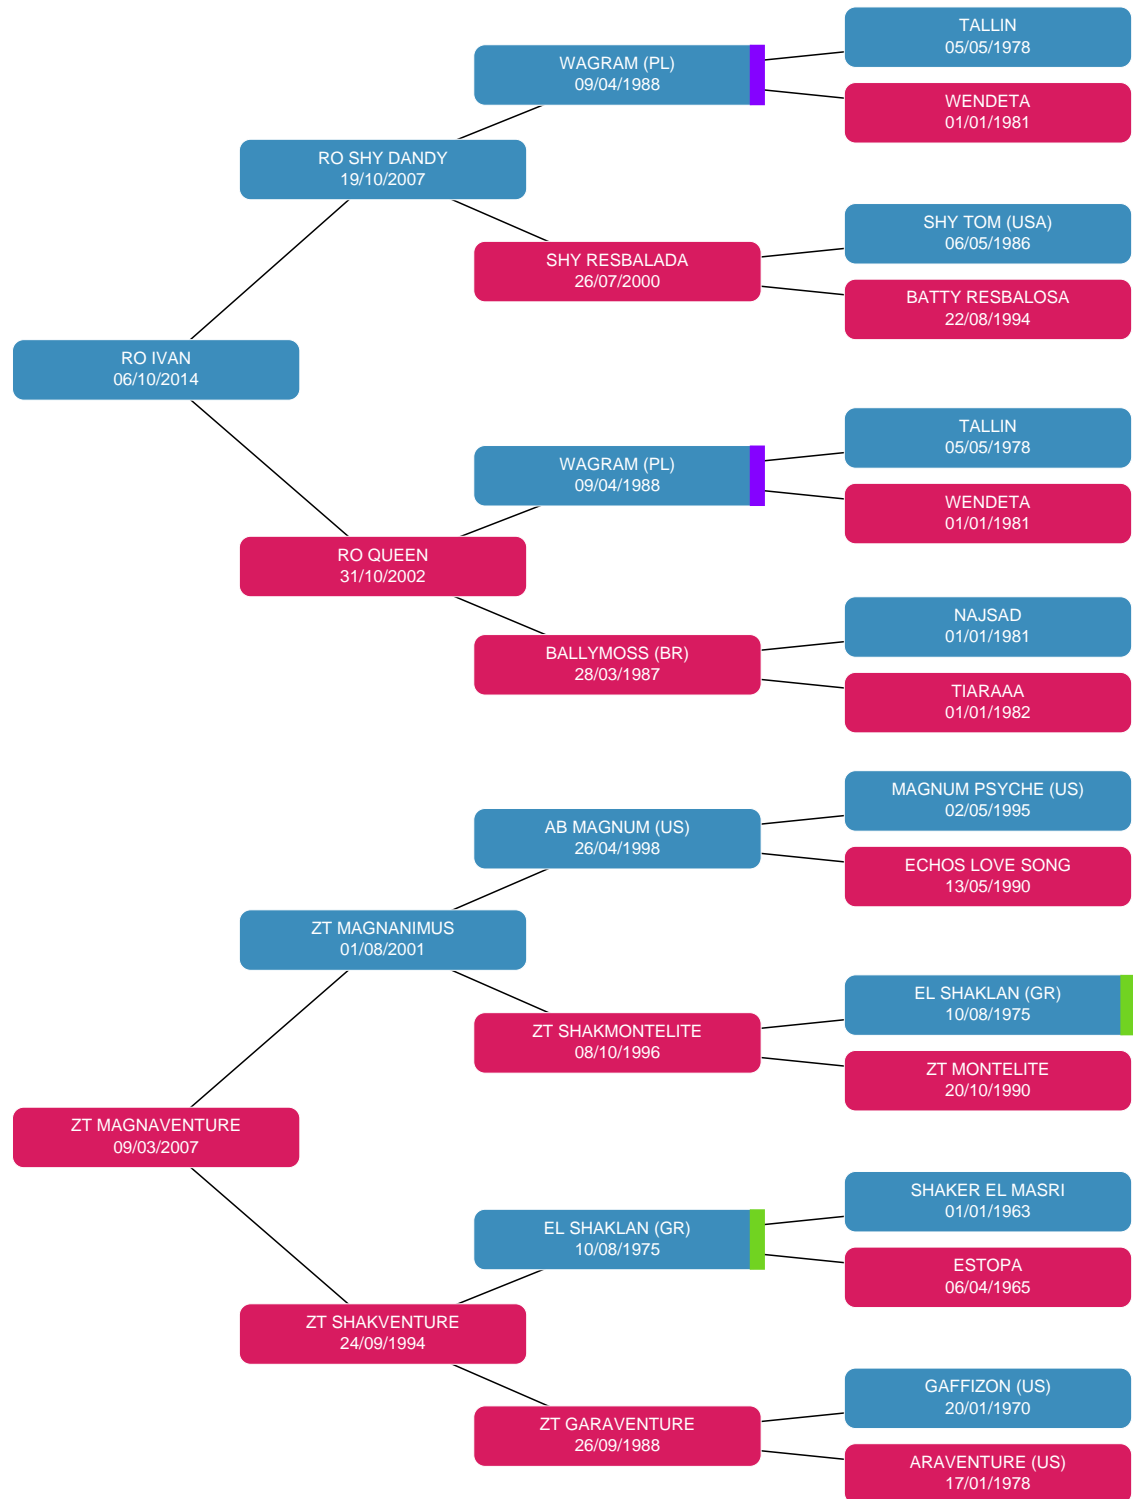 TALLIN
05/05/1978
WAGRAM (PL)
09/04/1988
WENDETA
01/01/1981
RO SHY DANDY
19/10/2007
SHY TOM (USA)
06/05/1986
SHY RESBALADA
26/07/2000
BATTY RESBALOSA
22/08/1994
RO IVAN
06/10/2014
TALLIN
05/05/1978
WAGRAM (PL)
09/04/1988
WENDETA
01/01/1981
RO QUEEN
31/10/2002
NAJSAD
01/01/1981
BALLYMOSS (BR)
28/03/1987
TIARAAA
01/01/1982
MAGNUM PSYCHE (US)
02/05/1995
AB MAGNUM (US)
26/04/1998
ECHOS LOVE SONG
13/05/1990
ZT MAGNANIMUS
01/08/2001
EL SHAKLAN (GR)
10/08/1975
ZT SHAKMONTELITE
08/10/1996
ZT MONTELITE
20/10/1990
ZT MAGNAVENTURE
09/03/2007
SHAKER EL MASRI
01/01/1963
EL SHAKLAN (GR)
10/08/1975
ESTOPA
06/04/1965
ZT SHAKVENTURE
24/09/1994
GAFFIZON (US)
20/01/1970
ZT GARAVENTURE
26/09/1988
ARAVENTURE (US)
17/01/1978